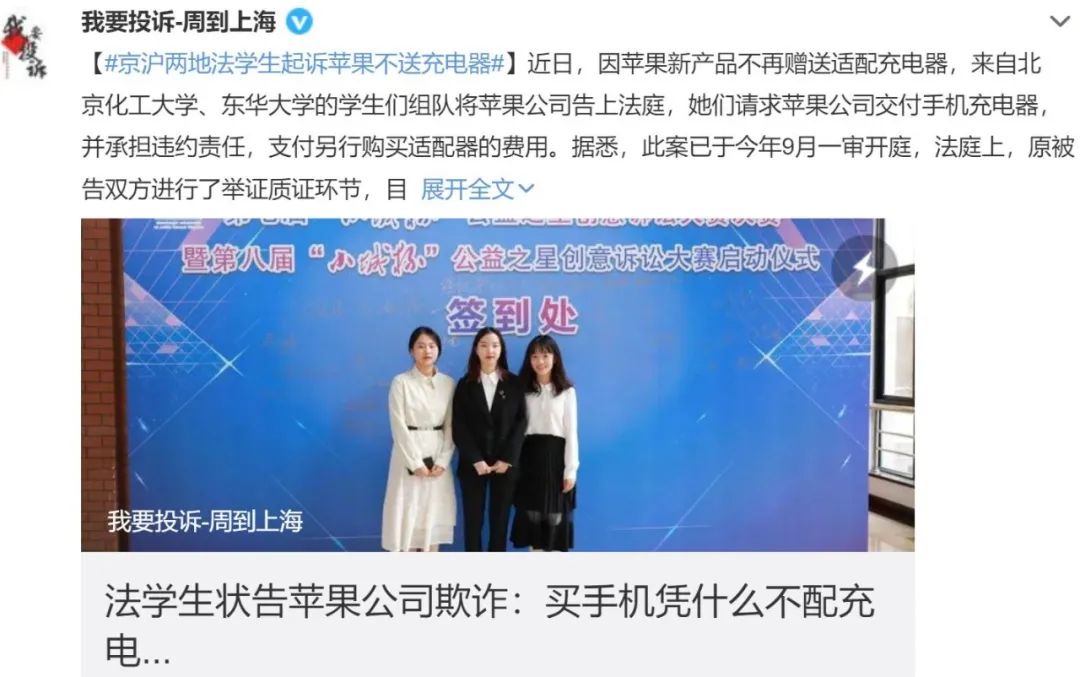 我要投诉-周到上海
【#京沪两地法学生起诉苹果不送充电器#】近日，因苹果新产品不再赠送适配充电器，来自北
京化工大学、东华大学的学生们组队将苹果公司告上法庭，她们请求苹果公司交付手机充电器，
并承担违约责任，支付另行购买适配器的费用。据悉，此案已于今年9月一审开庭，法庭上，原被
告双方进行了举证质证环节，目 展开全文
暨第八届“小城杯”公益之星创意诉讼大赛启动仪式
签到处
我要投诉-周到上海
法学生状告苹果公司欺诈：买手机凭什么不配充
电...